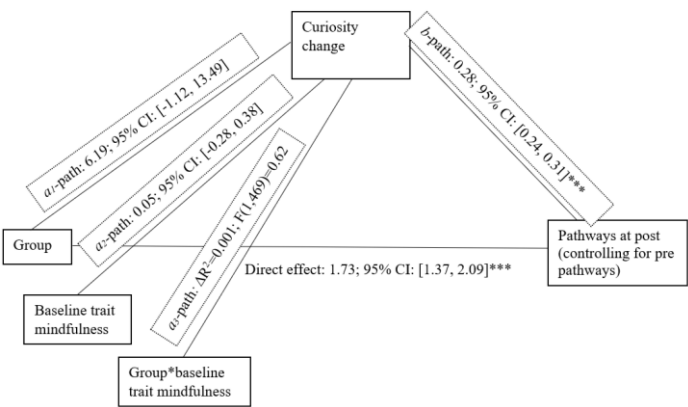 Curiosity
change
b-path: 0.28; 95% CI: [0.24, 0.31]***
a1-path: 6.19; 95% CI: [-1.12, 13.49]
a2-path: 0.05; 95% CI: [-0.28, 0.38]
a3-path: ΔR²=0.001; F(1,469)=0.62
Group
Pathways at post
(controlling for pre
pathways)
Direct effect: 1.73; 95% CI: [1.37, 2.09]***
Baseline trait
mindfulness
Group*baseline
trait mindfulness